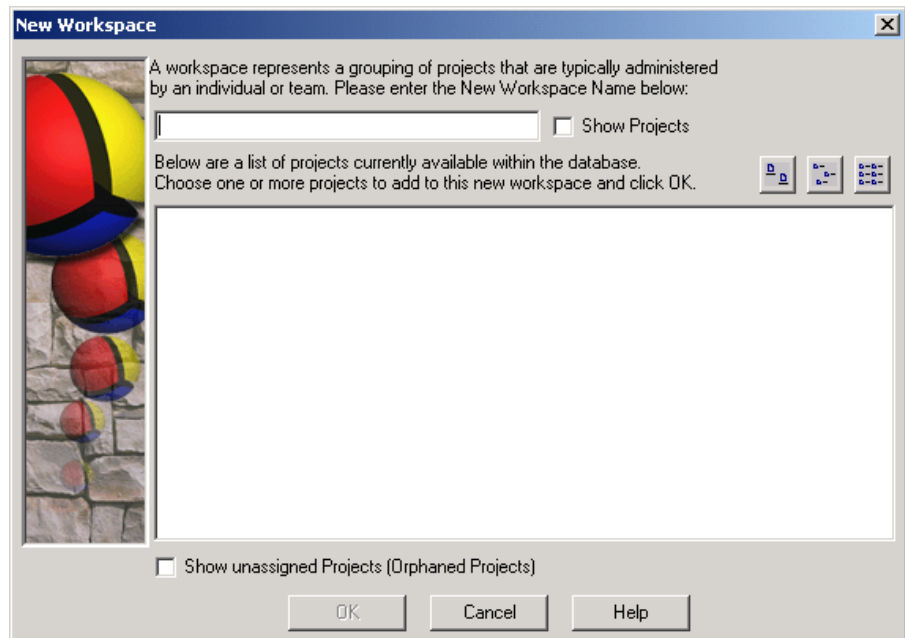 New Workspace
A workspace represents a grouping of projects that are typically administered
by an individual or team. Please enter the New Workspace Name below:
Show Projects
Below are a list of projects currently available within the database.
Choose one or more projects to add to this new workspace and click OK.
Show unassigned Projects (Orphaned Projects)
OK Cancel Help